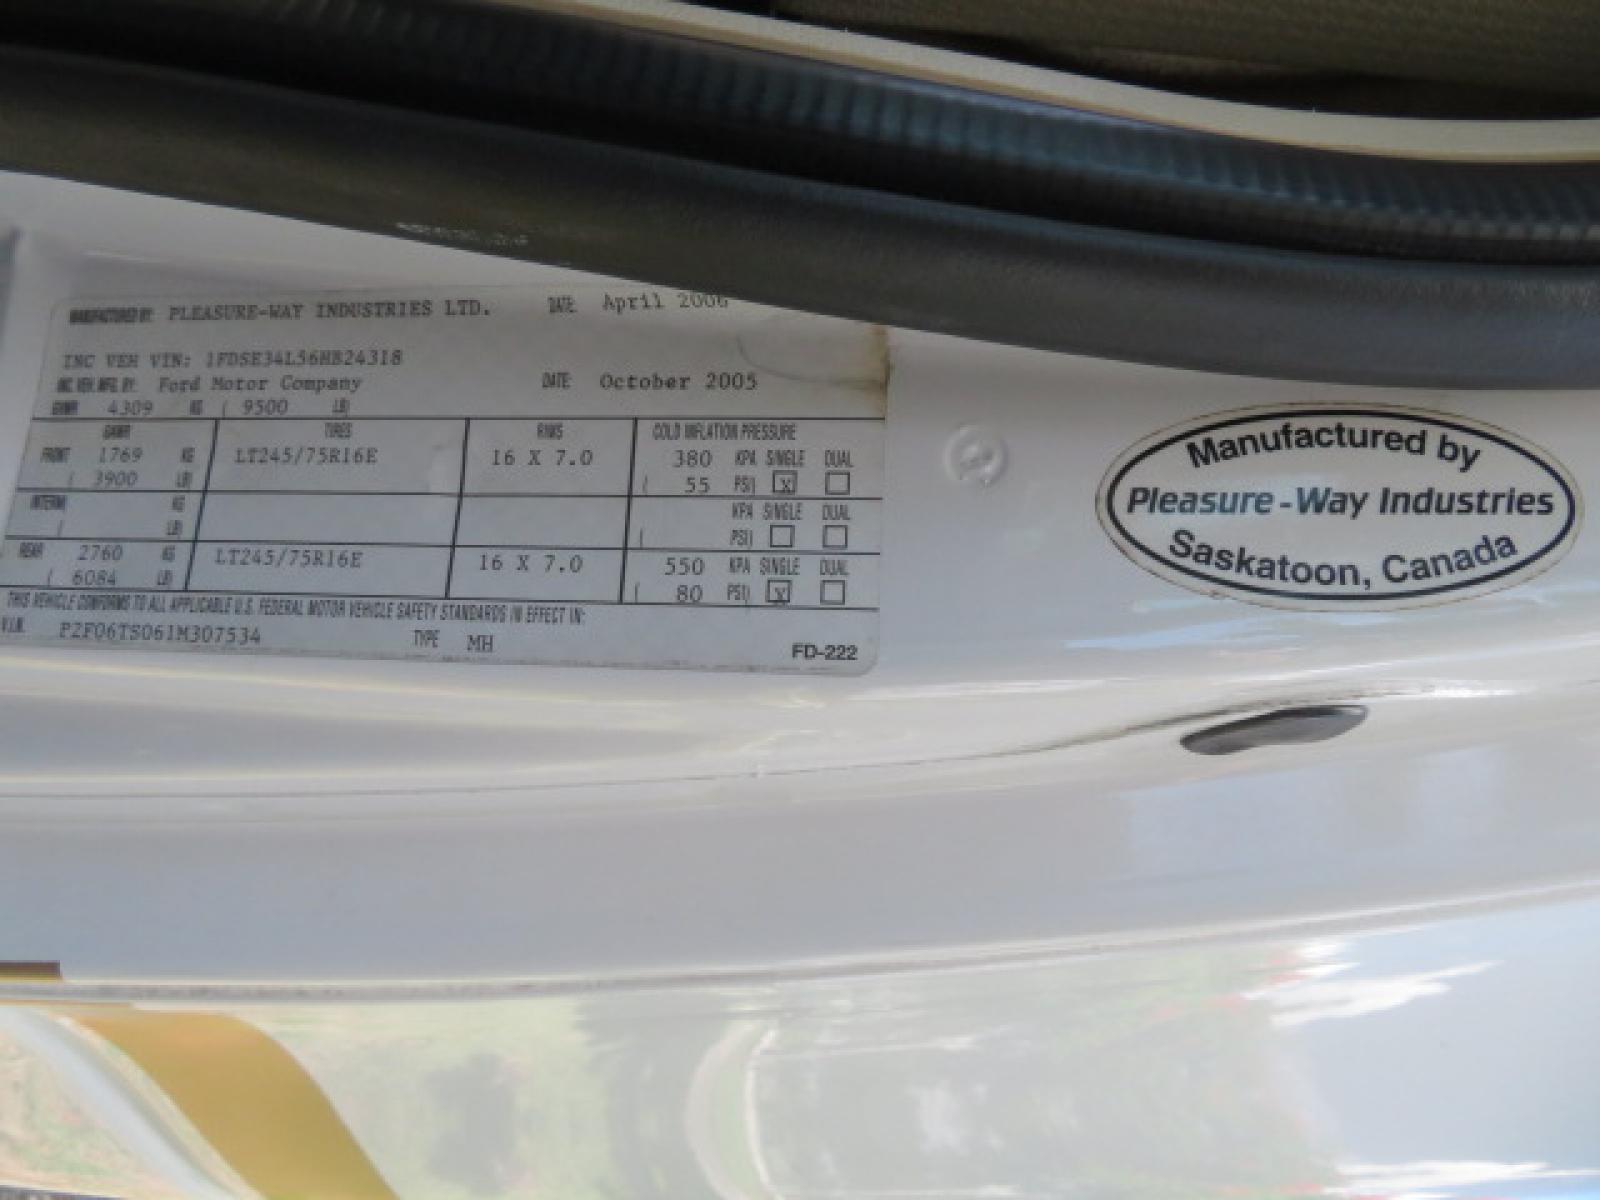 MANUFACTURED BY: PLEASURE-WAY INDUSTRIES LTD. DATE: April 2006
INC VEH VIN: 1FDSE34L56HB24318
INC. VEH. MFG. BY: Ford Motor Company DATE: October 2005
GVWR 4309 KG ( 9500 LB)
GAWR TIRES RIMS COLD INFLATION PRESSURE
FRONT 1769 KG LT245/75R16E 16 X 7.0 380 KPA SINGLE DUAL
( 3900 LB) ( 55 PSI) X
INTERM KG KPA SINGLE DUAL
( LB) ( PSI)
REAR 2760 KG LT245/75R16E 16 X 7.0 550 KPA SINGLE DUAL
( 6084 LB) ( 80 PSI) X
THIS VEHICLE CONFORMS TO ALL APPLICABLE U.S. FEDERAL MOTOR VEHICLE SAFETY STANDARDS IN EFFECT IN:
V.I.N. P2F06TS061M307534 TYPE MH FD-222
Manufactured by
Pleasure-Way Industries
Saskatoon, Canada